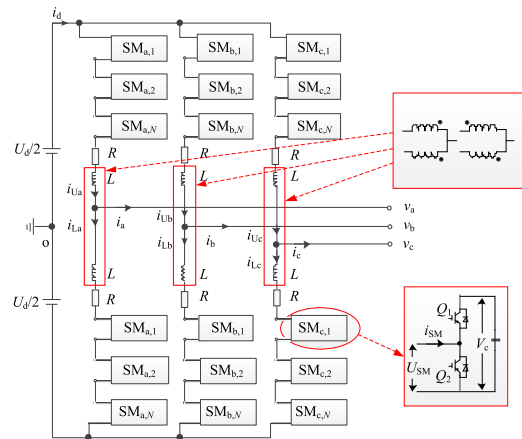 i_d
SM_a,1 SM_b,1 SM_c,1
SM_a,2 SM_b,2 SM_c,2
SM_a,N SM_b,N SM_c,N
U_d/2 R R R
L L L
i_Ua i_Ub i_Uc
i_a i_b i_c
v_a
v_b
v_c
o
i_La i_Lb i_Lc
U_d/2 L L L
R R R
SM_a,1 SM_b,1 SM_c,1
SM_a,2 SM_b,2 SM_c,2
SM_a,N SM_b,N SM_c,N
Q_1
i_SM
V_c
U_SM
Q_2